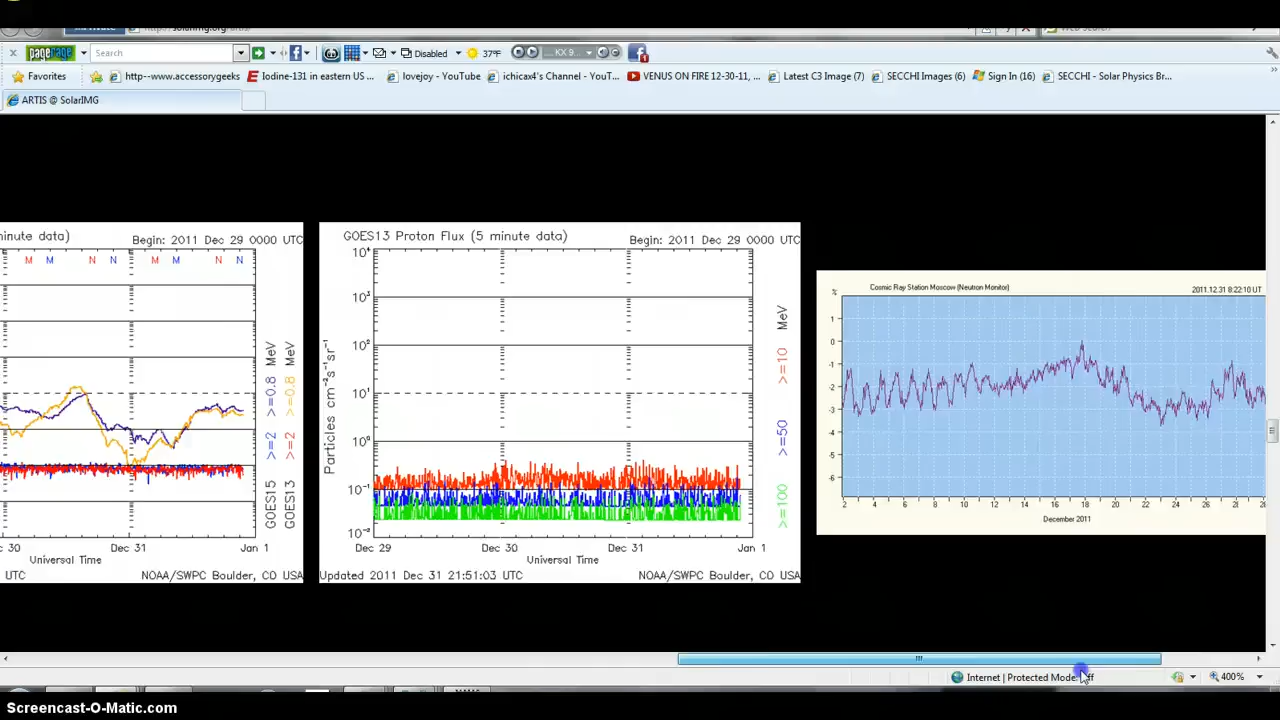 pagerage Search Disabled 37°F KX 9... 1
Favorites http--www.accessorygeeks Iodine-131 in eastern US ... lovejoy - YouTube ichicax4's Channel - YouT... VENUS ON FIRE 12-30-11, ... Latest C3 Image (7) SECCHI Images (6) Sign In (16) SECCHI - Solar Physics Br...
ARTIS @ SolarIMG
inute data) Begin: 2011 Dec 29 0000 UTC
M M N N M M N N
>=2 >=0.8 MeV
>=2 >=0.8 MeV
GOES15
GOES13
c 30 Dec 31 Jan 1
Universal Time
UTC NOAA/SWPC Boulder, CO USA
GOES13 Proton Flux (5 minute data) Begin: 2011 Dec 29 0000 UTC
10⁴
10³
10²
10¹
10⁰
10⁻¹
10⁻²
Particles cm⁻²s⁻¹sr⁻¹
>=100 >=50 >=10 MeV
Dec 29 Dec 30 Dec 31 Jan 1
Universal Time
Updated 2011 Dec 31 21:51:03 UTC NOAA/SWPC Boulder, CO USA
Cosmic Ray Station Moscow (Neutron Monitor) 2011.12.31 8:22:10 UT
%
1
0
-1
-2
-3
-4
-5
-6
2 4 6 8 10 12 14 16 18 20 22 24 26 28
December 2011
Internet | Protected Mode: Off 400%
Screencast-O-Matic.com